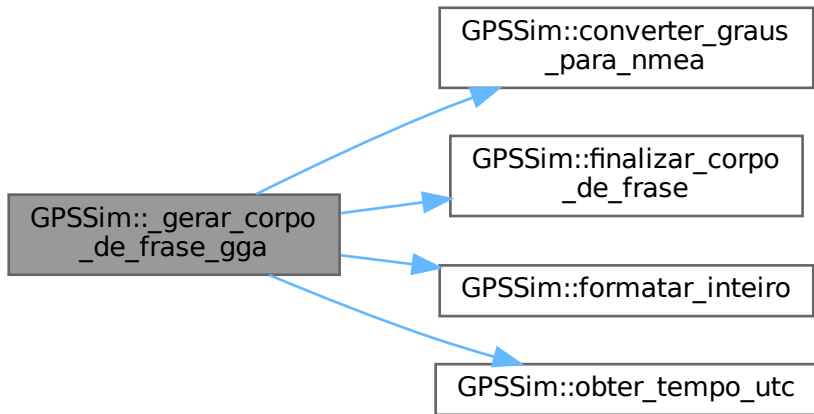 GPSSim::converter_graus
_para_nmea
GPSSim::finalizar_corpo
_de_frase
GPSSim::_gerar_corpo
_de_frase_gga
GPSSim::formatar_inteiro
GPSSim::obter_tempo_utc